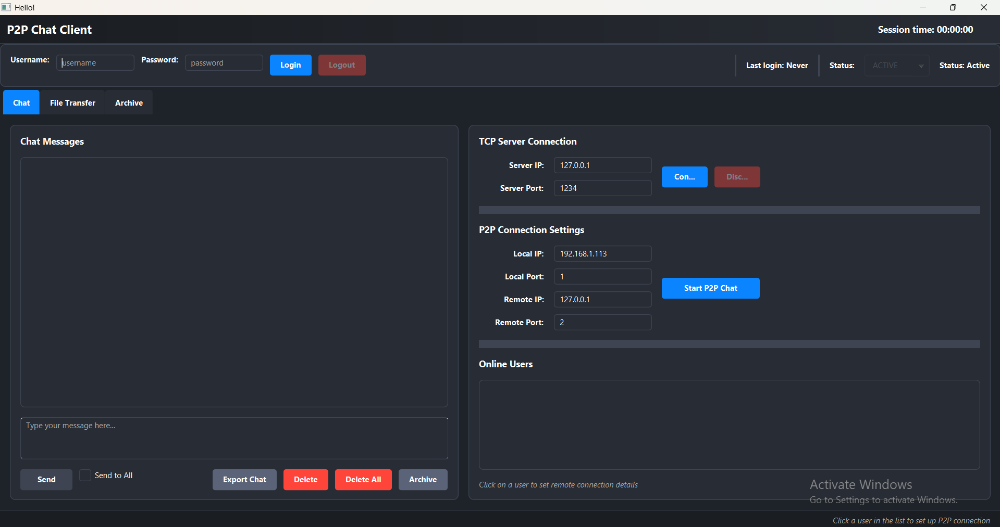 Hello!
P2P Chat Client
Session time: 00:00:00
Username:
username
Password:
password
Login
Logout
Last login: Never
Status:
ACTIVE
Status: Active
Chat
File Transfer
Archive
Chat Messages
Type your message here...
Send
Send to All
Export Chat
Delete
Delete All
Archive
TCP Server Connection
Server IP:
127.0.0.1
Server Port:
1234
Con...
Disc...
P2P Connection Settings
Local IP:
192.168.1.113
Local Port:
1
Remote IP:
127.0.0.1
Remote Port:
2
Start P2P Chat
Online Users
Click on a user to set remote connection details
Activate Windows
Go to Settings to activate Windows.
Click a user in the list to set up P2P connection